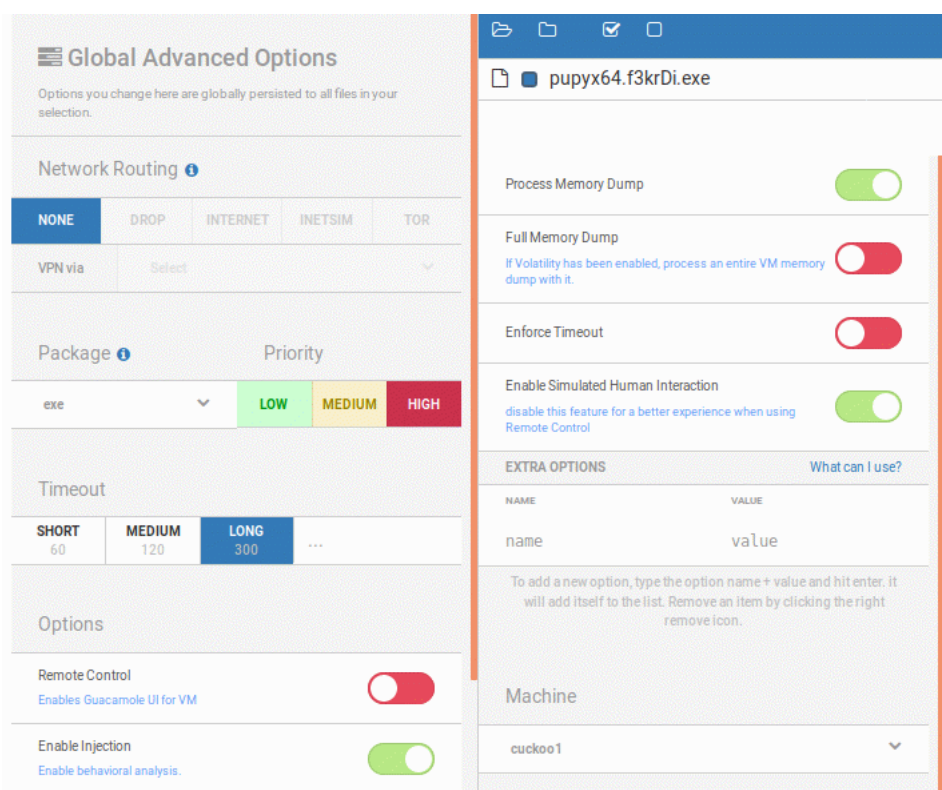 Global Advanced Options
Options you change here are globally persisted to all files in your
selection.
Network Routing
NONE DROP INTERNET INETSIM TOR
VPN via Select
Package Priority
exe LOW MEDIUM HIGH
Timeout
SHORT MEDIUM LONG
60 120 300 ...
Options
Remote Control
Enables Guacamole UI for VM
Enable Injection
Enable behavioral analysis.
pupyx64.f3krDi.exe
Process Memory Dump
Full Memory Dump
If Volatility has been enabled, process an entire VM memory
dump with it.
Enforce Timeout
Enable Simulated Human Interaction
disable this feature for a better experience when using
Remote Control
EXTRA OPTIONS What can I use?
NAME VALUE
name value
To add a new option, type the option name + value and hit enter. it
will add itself to the list. Remove an item by clicking the right
remove icon.
Machine
cuckoo1